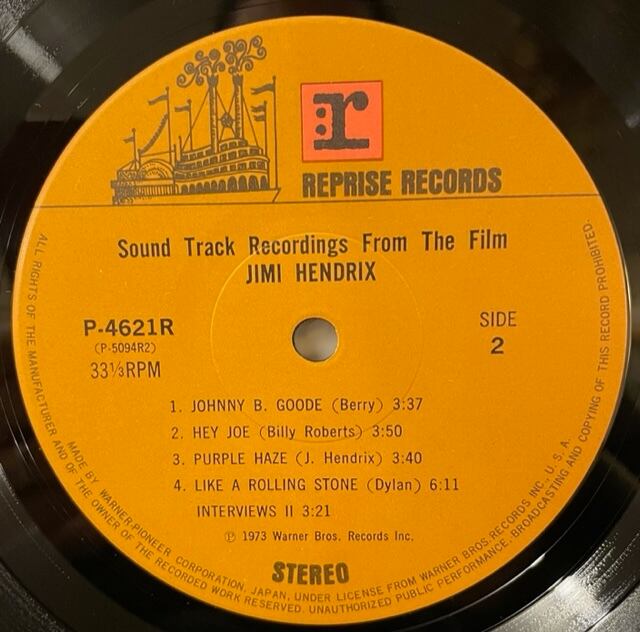 r
REPRISE RECORDS
Sound Track Recordings From The Film
JIMI HENDRIX
P-4621R
(P-5094R2)
33⅓RPM
SIDE
2
1. JOHNNY B. GOODE (Berry) 3:37
2. HEY JOE (Billy Roberts) 3:50
3. PURPLE HAZE (J. Hendrix) 3:40
4. LIKE A ROLLING STONE (Dylan) 6:11
INTERVIEWS II 3:21
℗ 1973 Warner Bros. Records Inc.
STEREO
MADE BY WARNER-PIONEER CORPORATION, JAPAN, UNDER LICENSE FROM WARNER BROS. RECORDS INC., U. S. A.
ALL RIGHTS OF THE MANUFACTURER AND OF THE OWNER OF THE RECORDED WORK RESERVED. UNAUTHORIZED PUBLIC PERFORMANCE, BROADCASTING AND COPYING OF THIS RECORD PROHIBITED.